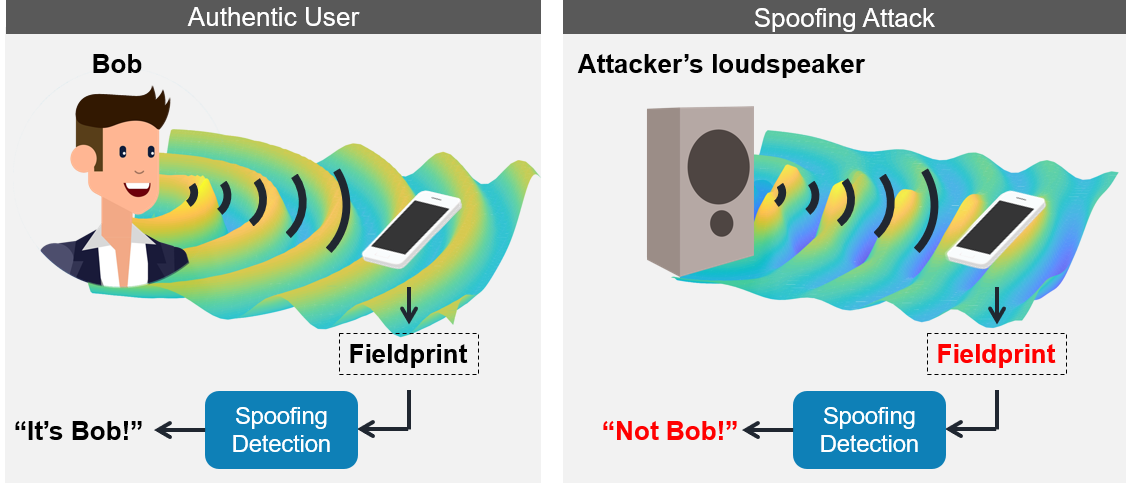 Authentic User
Bob
Fieldprint
Spoofing
Detection
“It’s Bob!”
Spoofing Attack
Attacker’s loudspeaker
Fieldprint
Spoofing
Detection
“Not Bob!”